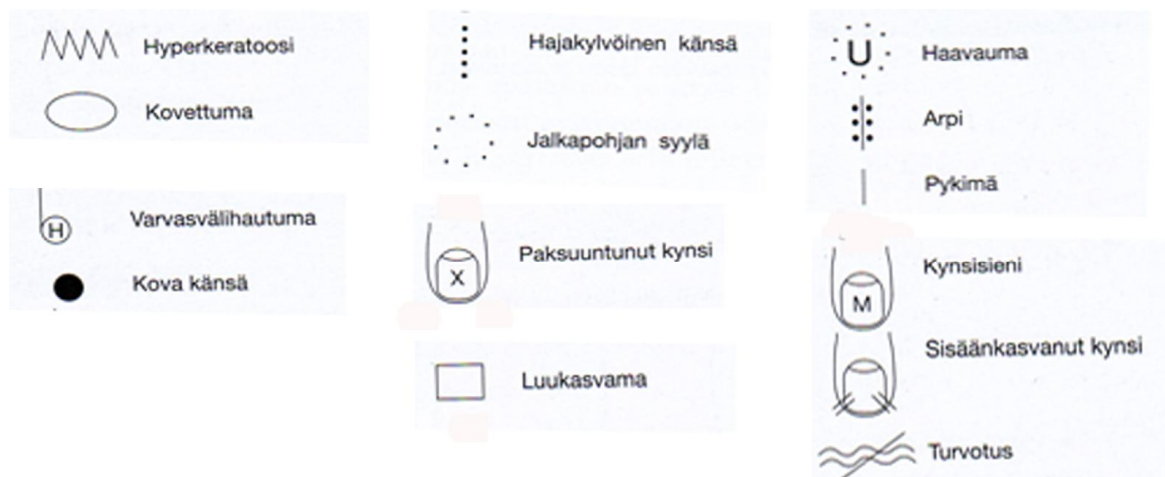 Hyperkeratoosi
Kovettuma
H Varvasvälihautuma
Kova känsä
Hajakylvöinen känsä
Jalkapohjan syylä
X Paksuuntunut kynsi
Luukasvama
U Haavauma
Arpi
Pykimä
M Kynsisieni
Sisäänkasvanut kynsi
Turvotus